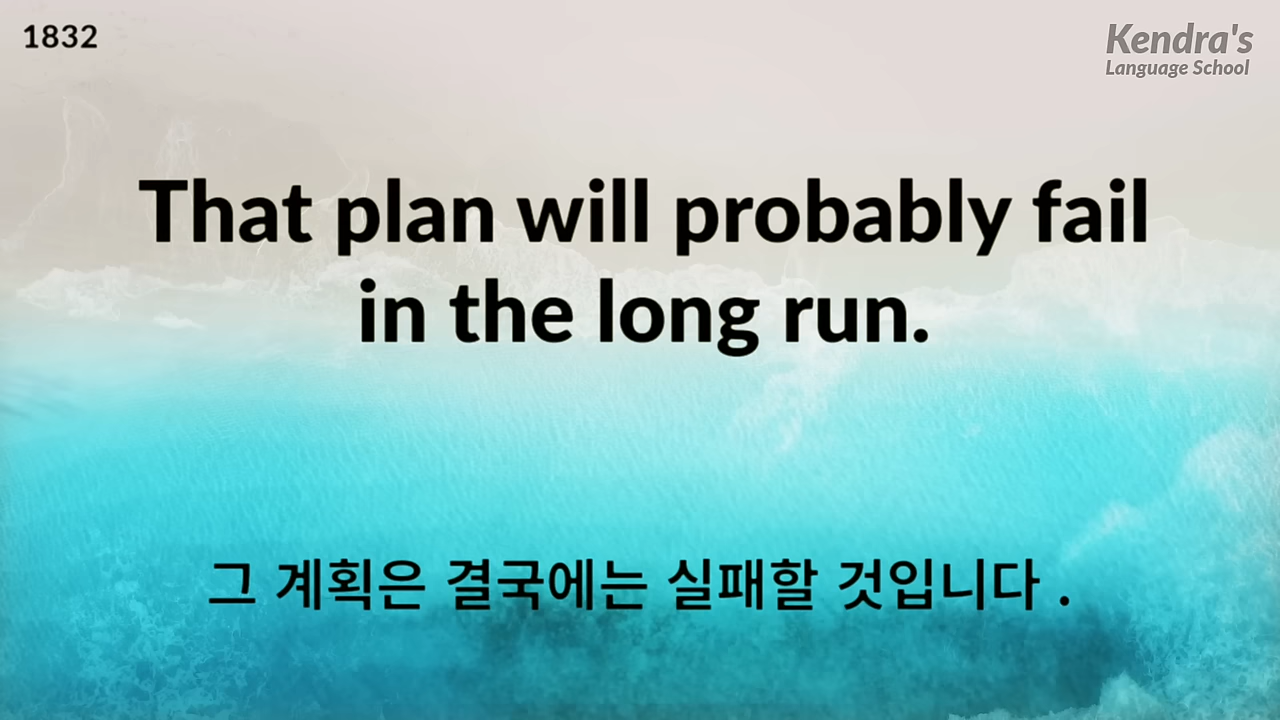 1832
Kendra's
Language School
That plan will probably fail
in the long run.
그 계획은 결국에는 실패할 것입니다 .